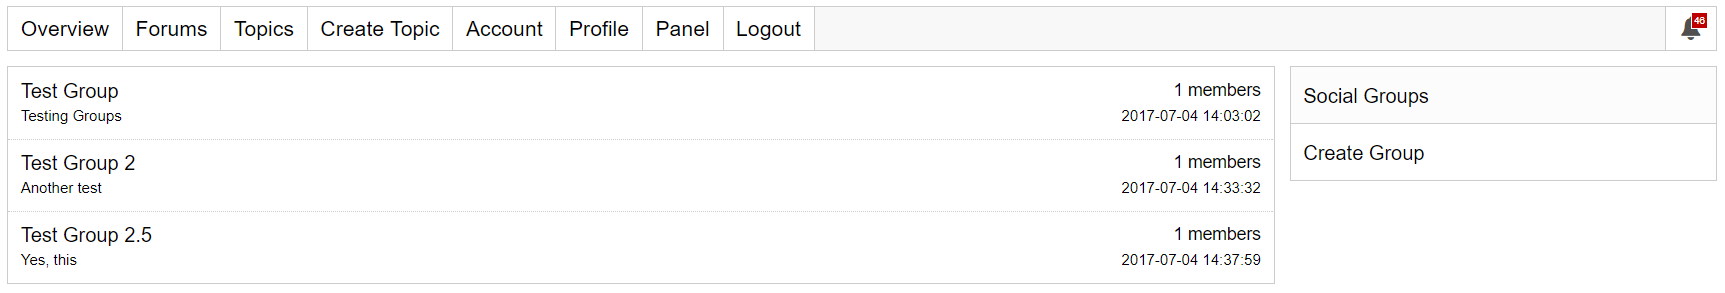 Overview Forums Topics Create Topic Account Profile Panel Logout 46
Test Group 1 members
Testing Groups 2017-07-04 14:03:02
Test Group 2 1 members
Another test 2017-07-04 14:33:32
Test Group 2.5 1 members
Yes, this 2017-07-04 14:37:59
Social Groups
Create Group